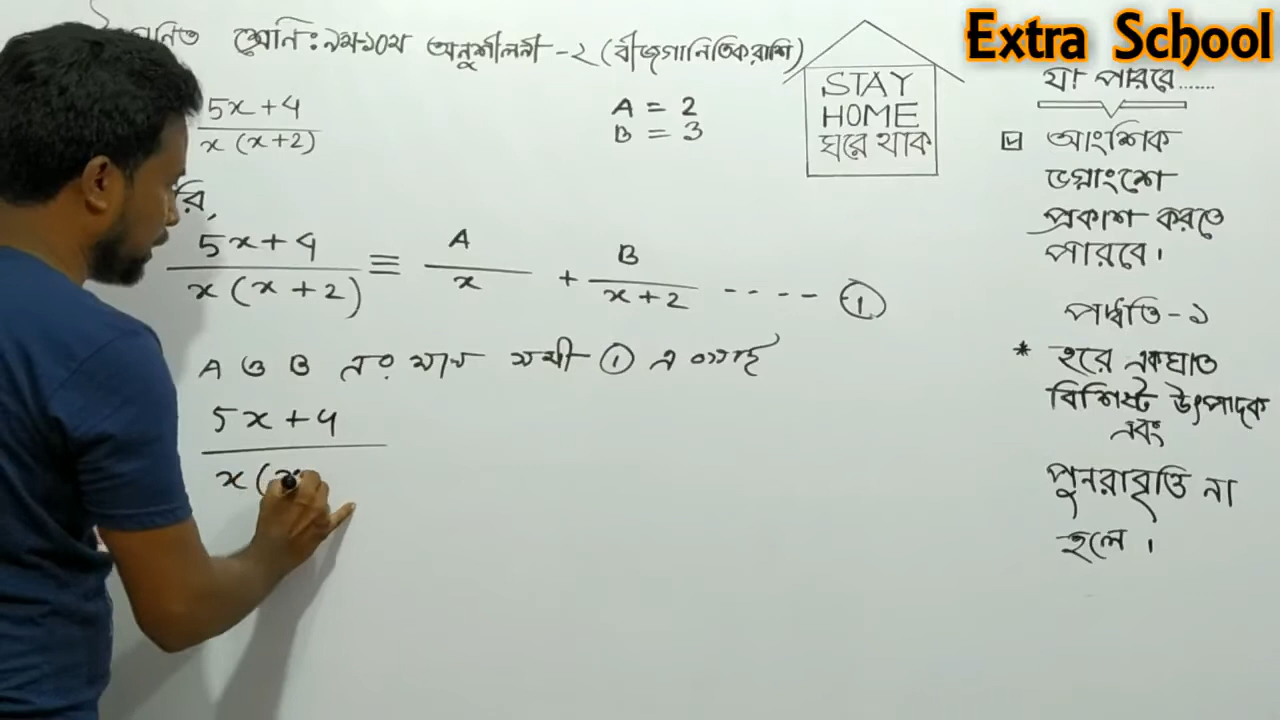 Extra School
শ্রেনি: ৯ম-১০ম অনুশীলনী - ২ (বীজগানিতিক রাশি)
5x+4
x (x+2)
A = 2
B = 3
STAY
HOME
ঘরে থাক
রি,
5x+4
x (x+2)
≡
A
x
+
B
x+2
----- ①
A ও B এর মান সমী ① এ বসাই
5x+4
x (x
যা পারবে......
☑ আংশিক
ভগ্নাংশে
প্রকাশ করতে
পারবে।
পদ্ধতি - ১
* হরে একঘাত
বিশিষ্ট উৎপাদক
এবং
পুনরাবৃত্তি না
হলে ।